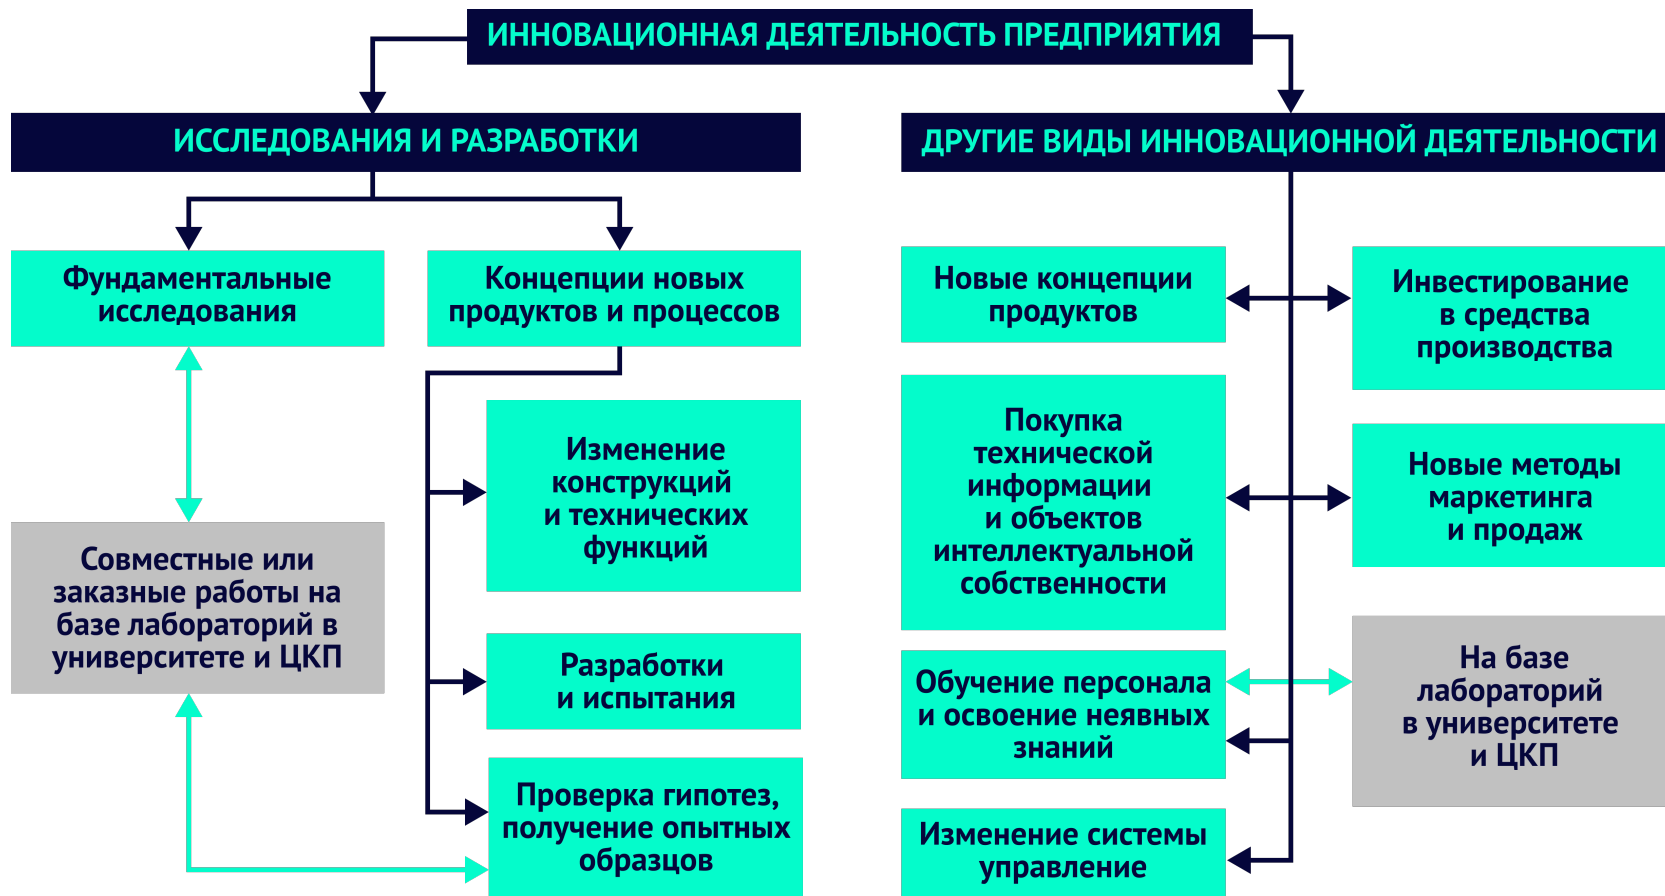 ИННОВАЦИОННАЯ ДЕЯТЕЛЬНОСТЬ ПРЕДПРИЯТИЯ
ИССЛЕДОВАНИЯ И РАЗРАБОТКИ
Фундаментальные
исследования
Концепции новых
продуктов и процессов
Изменение
конструкций
и технических
функций
Совместные или
заказные работы на
базе лабораторий в
университете и ЦКП
Разработки
и испытания
Проверка гипотез,
получение опытных
образцов
ДРУГИЕ ВИДЫ ИННОВАЦИОННОЙ ДЕЯТЕЛЬНОСТИ
Новые концепции
продуктов
Инвестирование
в средства
производства
Покупка
технической
информации
и объектов
интеллектуальной
собственности
Новые методы
маркетинга
и продаж
Обучение персонала
и освоение неявных
знаний
На базе
лабораторий
в университете
и ЦКП
Изменение системы
управление